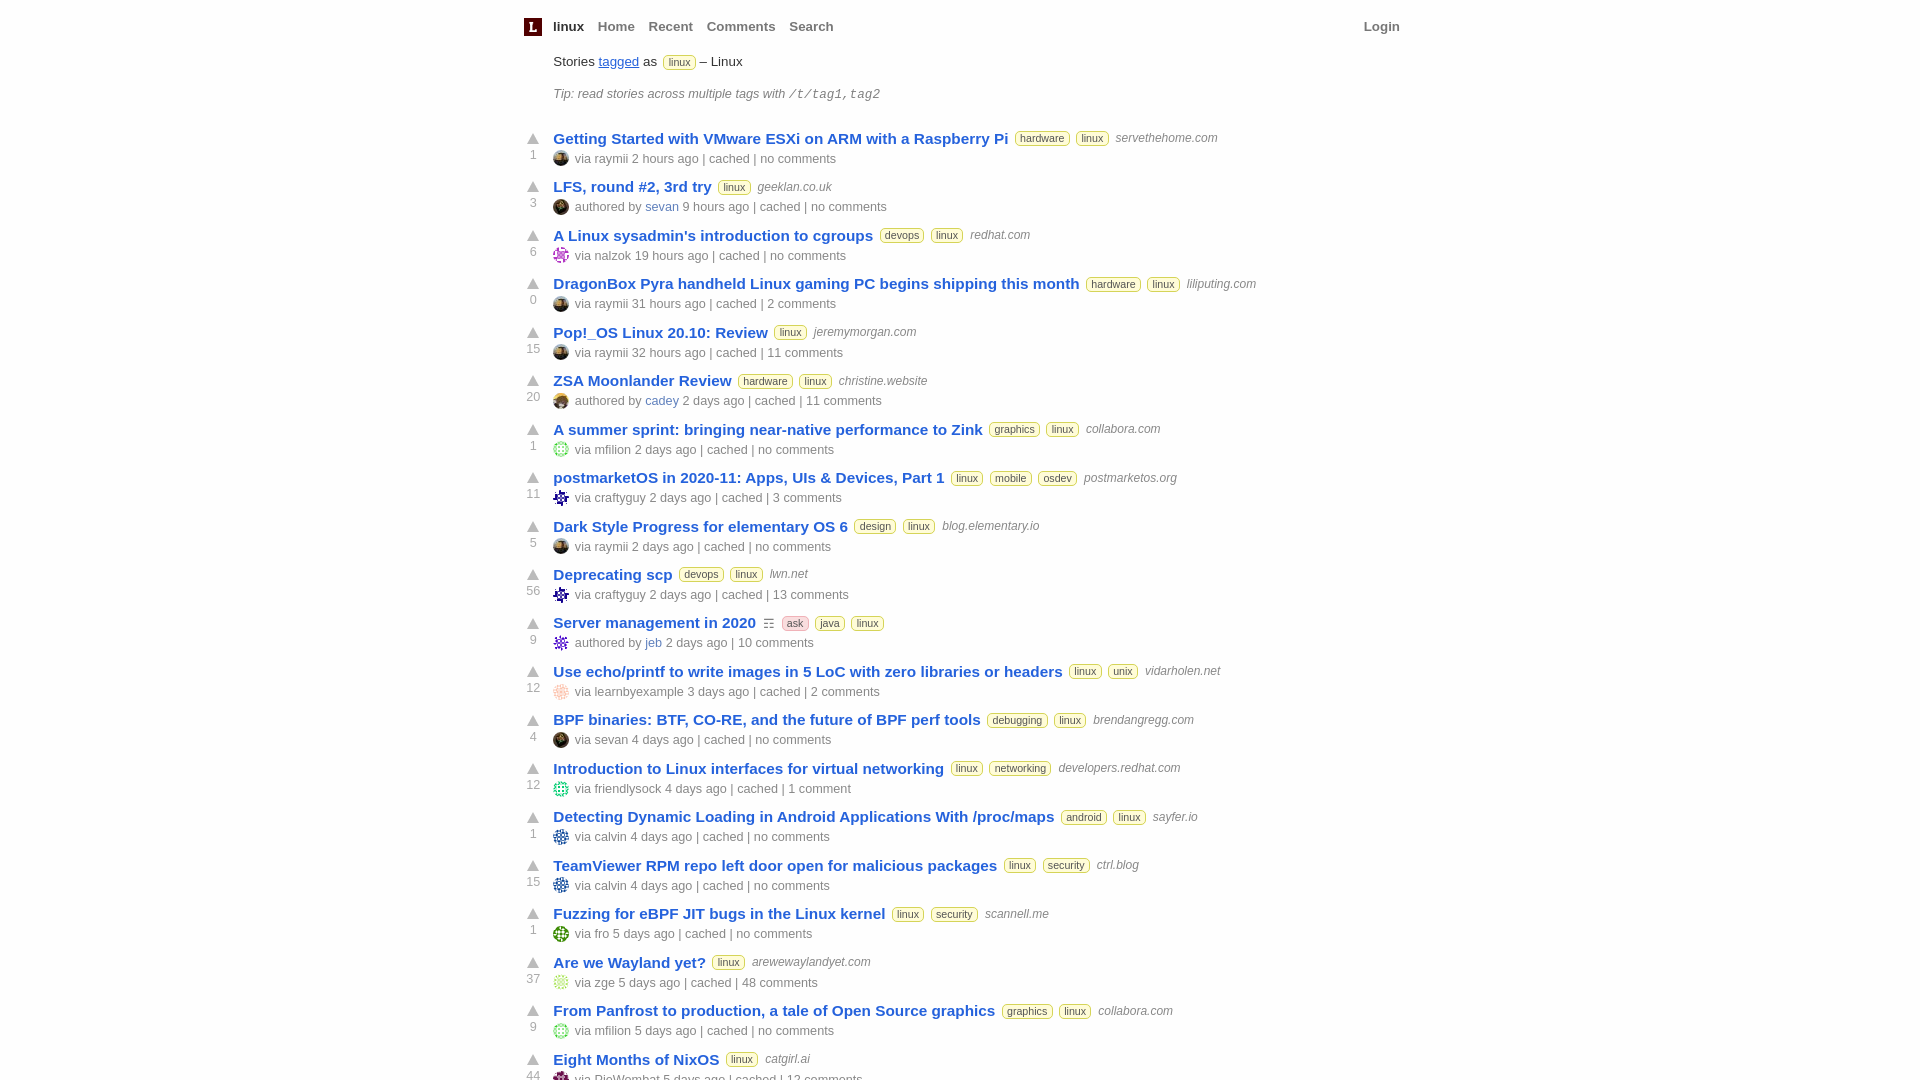 L linux Home Recent Comments Search Login
Stories tagged as linux – Linux
Tip: read stories across multiple tags with /t/tag1,tag2
Getting Started with VMware ESXi on ARM with a Raspberry Pi hardware linux servethehome.com
1 via raymii 2 hours ago | cached | no comments
LFS, round #2, 3rd try linux geeklan.co.uk
3 authored by sevan 9 hours ago | cached | no comments
A Linux sysadmin's introduction to cgroups devops linux redhat.com
6 via nalzok 19 hours ago | cached | no comments
DragonBox Pyra handheld Linux gaming PC begins shipping this month hardware linux liliputing.com
0 via raymii 31 hours ago | cached | 2 comments
Pop!_OS Linux 20.10: Review linux jeremymorgan.com
15 via raymii 32 hours ago | cached | 11 comments
ZSA Moonlander Review hardware linux christine.website
20 authored by cadey 2 days ago | cached | 11 comments
A summer sprint: bringing near-native performance to Zink graphics linux collabora.com
1 via mfilion 2 days ago | cached | no comments
postmarketOS in 2020-11: Apps, UIs & Devices, Part 1 linux mobile osdev postmarketos.org
11 via craftyguy 2 days ago | cached | 3 comments
Dark Style Progress for elementary OS 6 design linux blog.elementary.io
5 via raymii 2 days ago | cached | no comments
Deprecating scp devops linux lwn.net
56 via craftyguy 2 days ago | cached | 13 comments
Server management in 2020 ☶ ask java linux
9 authored by jeb 2 days ago | 10 comments
Use echo/printf to write images in 5 LoC with zero libraries or headers linux unix vidarholen.net
12 via learnbyexample 3 days ago | cached | 2 comments
BPF binaries: BTF, CO-RE, and the future of BPF perf tools debugging linux brendangregg.com
4 via sevan 4 days ago | cached | no comments
Introduction to Linux interfaces for virtual networking linux networking developers.redhat.com
12 via friendlysock 4 days ago | cached | 1 comment
Detecting Dynamic Loading in Android Applications With /proc/maps android linux sayfer.io
1 via calvin 4 days ago | cached | no comments
TeamViewer RPM repo left door open for malicious packages linux security ctrl.blog
15 via calvin 4 days ago | cached | no comments
Fuzzing for eBPF JIT bugs in the Linux kernel linux security scannell.me
1 via fro 5 days ago | cached | no comments
Are we Wayland yet? linux arewewaylandyet.com
37 via zge 5 days ago | cached | 48 comments
From Panfrost to production, a tale of Open Source graphics graphics linux collabora.com
9 via mfilion 5 days ago | cached | no comments
Eight Months of NixOS linux catgirl.ai
44 via PieWombat 5 days ago | cached | 12 comments